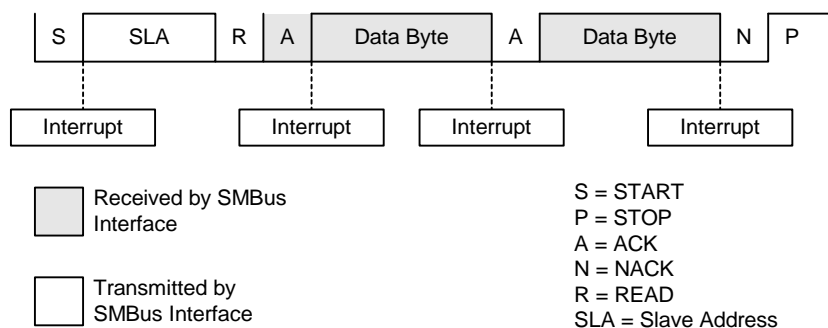 S SLA R A Data Byte A Data Byte N P
Interrupt Interrupt Interrupt Interrupt
Received by SMBus
Interface
Transmitted by
SMBus Interface
S = START
P = STOP
A = ACK
N = NACK
R = READ
SLA = Slave Address